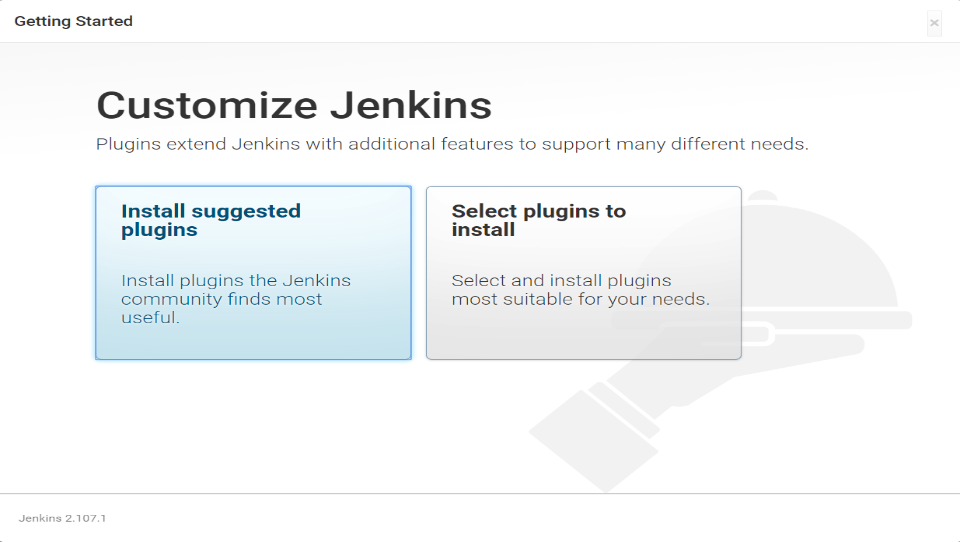 Getting Started
×
Customize Jenkins
Plugins extend Jenkins with additional features to support many different needs.
Install suggested
plugins
Install plugins the Jenkins
community finds most
useful.
Select plugins to
install
Select and install plugins
most suitable for your needs.
Jenkins 2.107.1